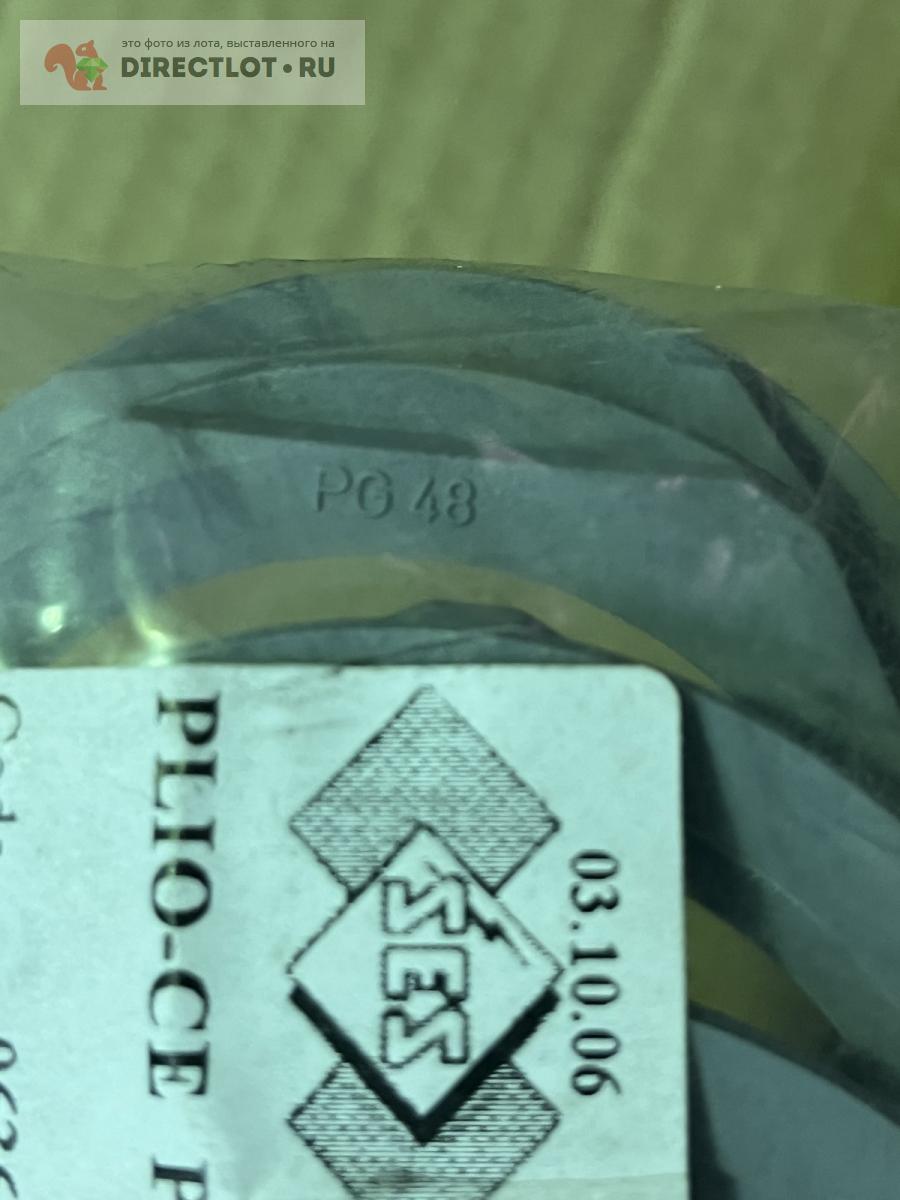 это фото из лота, выставленного на
DIRECTLOT • RU
PG 48
03.10.06
SES
PLIO-CE P